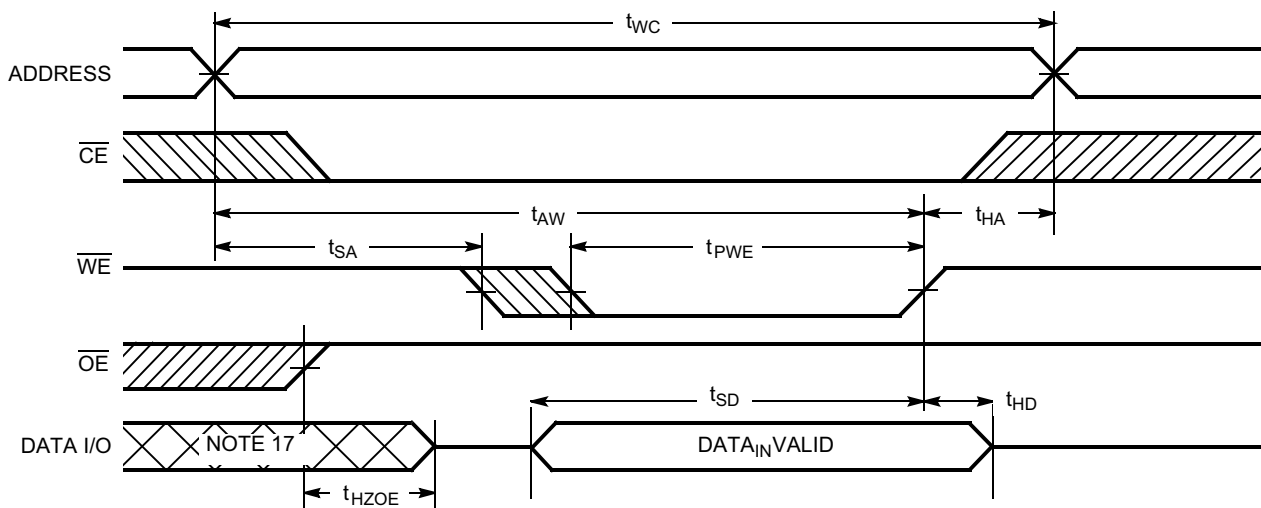 tWC
ADDRESS
CE
tAW
tHA
tSA
tPWE
WE
OE
tSD
tHD
DATA I/O
NOTE 17
DATAINVALID
tHZOE